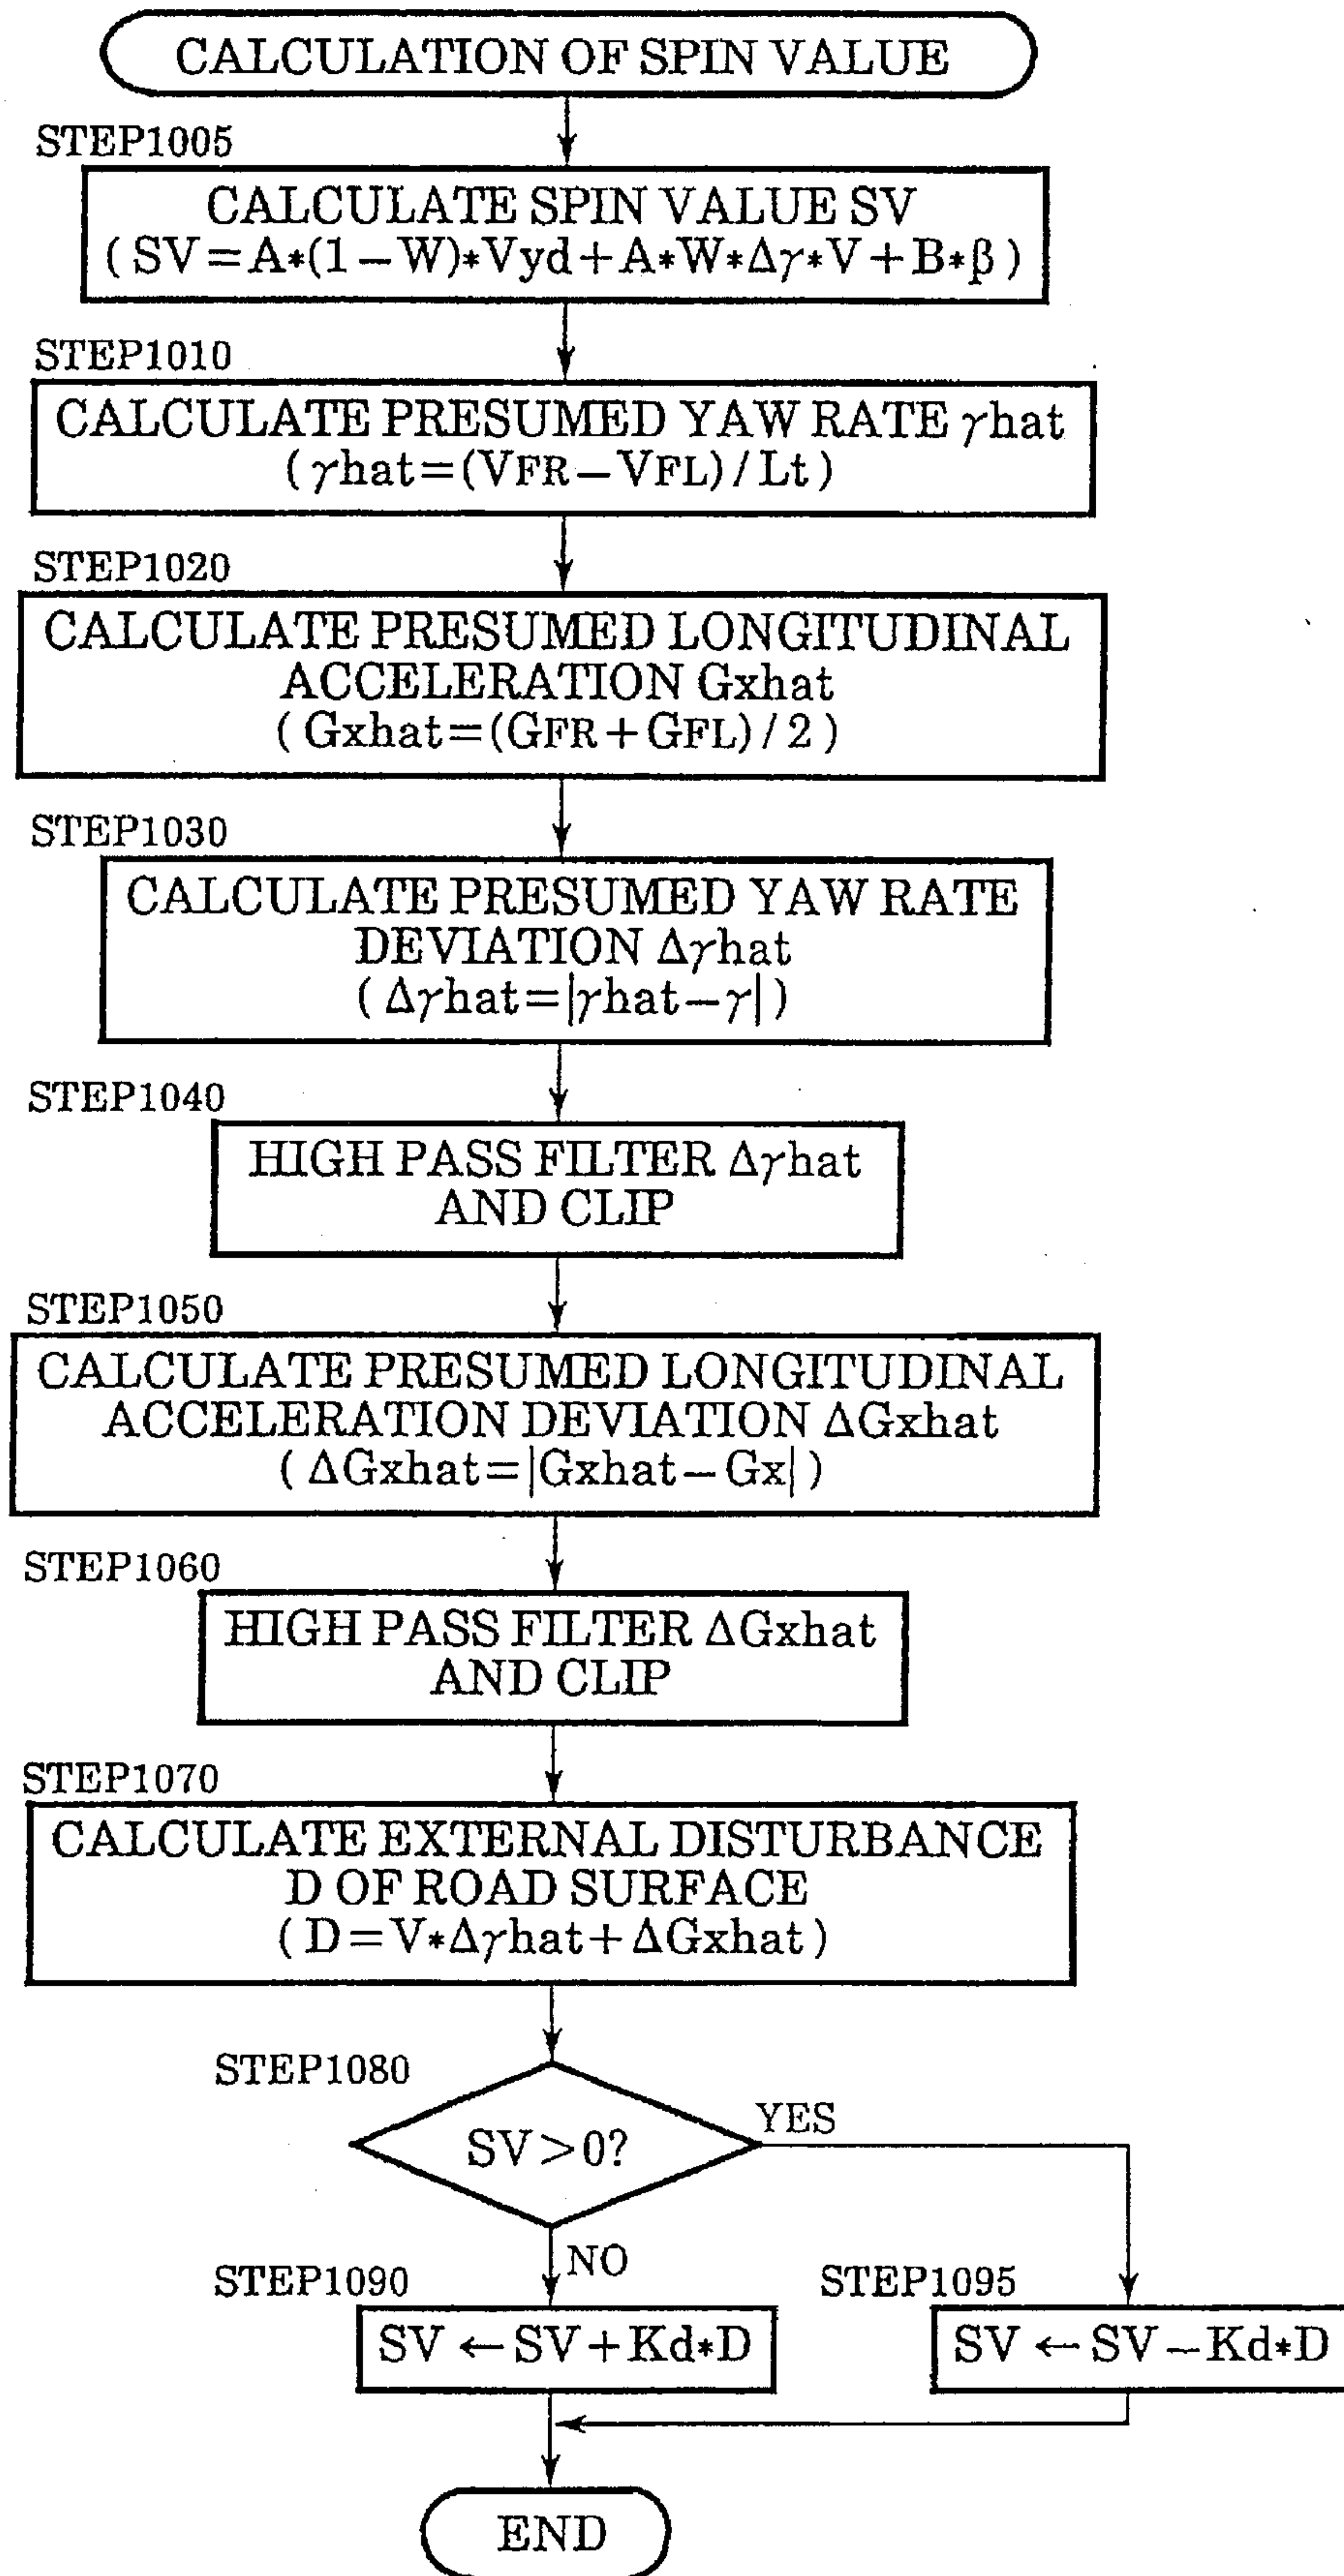 CALCULATION OF SPIN VALUE
STEP1005
CALCULATE SPIN VALUE SV
(SV=A*(1-W)*Vyd+A*W*Δγ*V+B*β)
STEP1010
CALCULATE PRESUMED YAW RATE γhat
(γhat=(VFR-VFL)/Lt)
STEP1020
CALCULATE PRESUMED LONGITUDINAL
ACCELERATION Gxhat
(Gxhat=(GFR+GFL)/2)
STEP1030
CALCULATE PRESUMED YAW RATE
DEVIATION Δγhat
(Δγhat=|γhat-γ|)
STEP1040
HIGH PASS FILTER Δγhat
AND CLIP
STEP1050
CALCULATE PRESUMED LONGITUDINAL
ACCELERATION DEVIATION ΔGxhat
(ΔGxhat=|Gxhat-Gx|)
STEP1060
HIGH PASS FILTER ΔGxhat
AND CLIP
STEP1070
CALCULATE EXTERNAL DISTURBANCE
D OF ROAD SURFACE
(D=V*Δγhat+ΔGxhat)
STEP1080
SV>0?
YES
NO
STEP1090
SV←SV+Kd*D
STEP1095
SV←SV-Kd*D
END